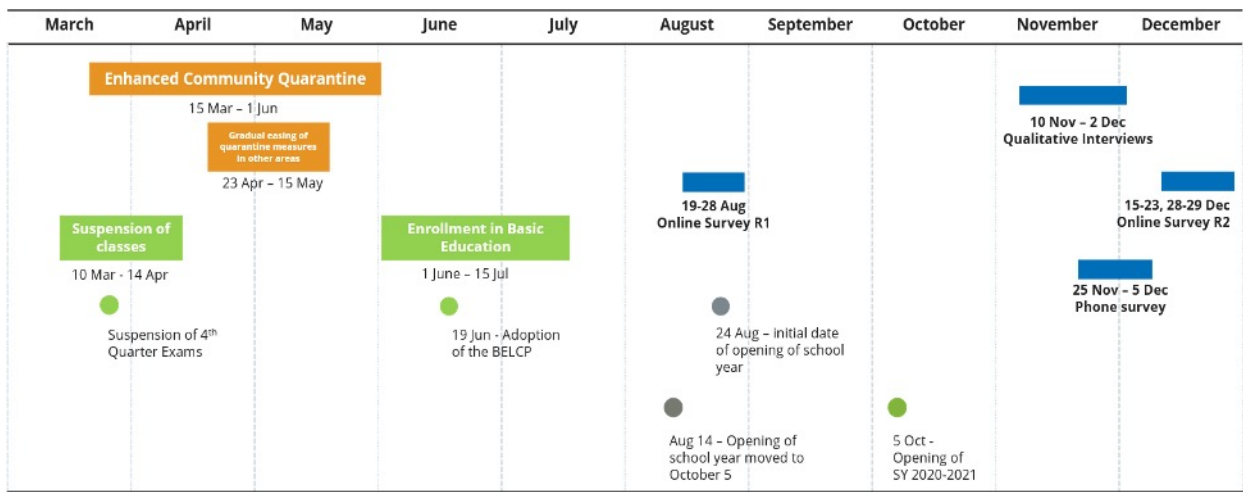 March April May June July August September October November December
Enhanced Community Quarantine
15 Mar – 1 Jun
Gradual easing of
quarantine measures
in other areas
23 Apr – 15 May
Suspension of
classes
10 Mar - 14 Apr
Suspension of 4th
Quarter Exams
Enrollment in Basic
Education
1 June – 15 Jul
19 Jun - Adoption
of the BELCP
19-28 Aug
Online Survey R1
24 Aug – initial date
of opening of school
year
Aug 14 – Opening of
school year moved to
October 5
5 Oct -
Opening of
SY 2020-2021
10 Nov – 2 Dec
Qualitative Interviews
15-23, 28-29 Dec
Online Survey R2
25 Nov – 5 Dec
Phone survey